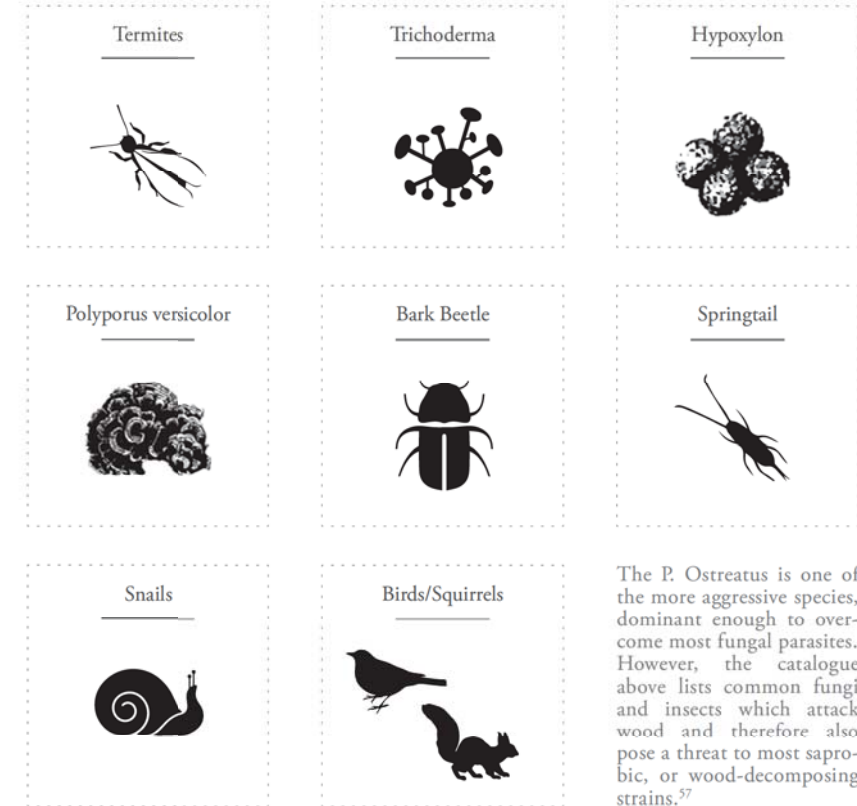 Termites
Trichoderma
Hypoxylon
Polyporus versicolor
Bark Beetle
Springtail
Snails
Birds/Squirrels
The P. Ostreatus is one of
the more aggressive species,
dominant enough to over-
come most fungal parasites.
However, the catalogue
above lists common fungi
and insects which attack
wood and therefore also
pose a threat to most sapro-
bic, or wood-decomposing
strains.57